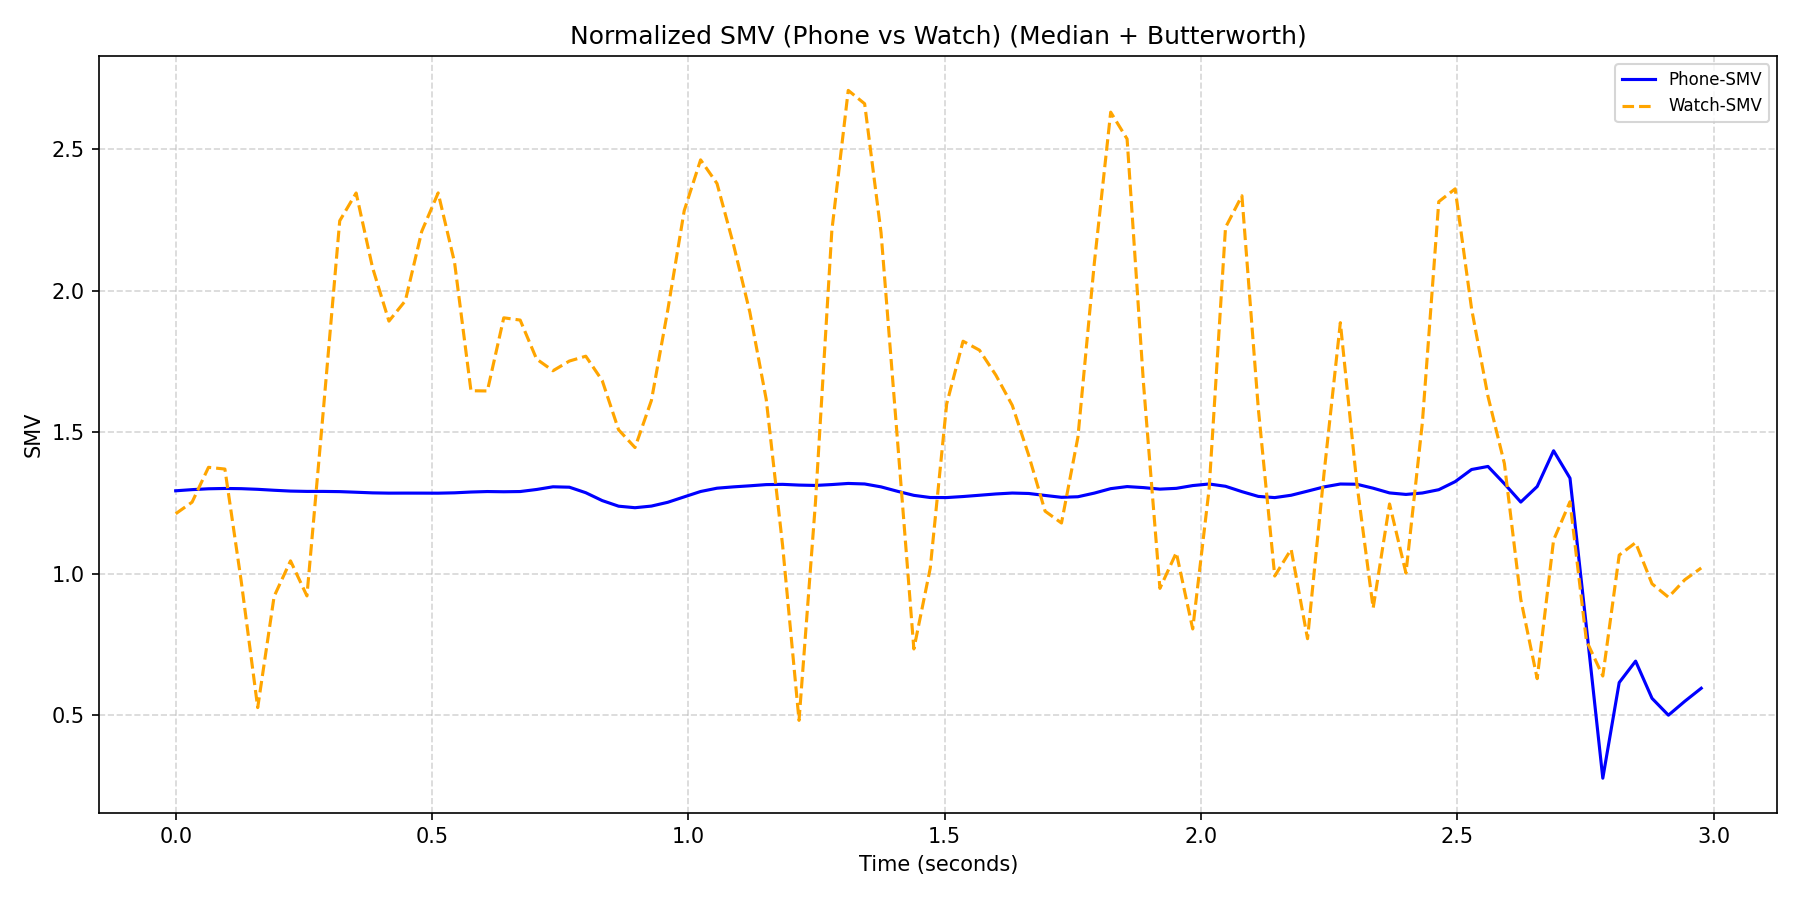 Normalized SMV (Phone vs Watch) (Median + Butterworth)
Phone-SMV
Watch-SMV
SMV
2.5
2.0
1.5
1.0
0.5
0.0 0.5 1.0 1.5 2.0 2.5 3.0
Time (seconds)